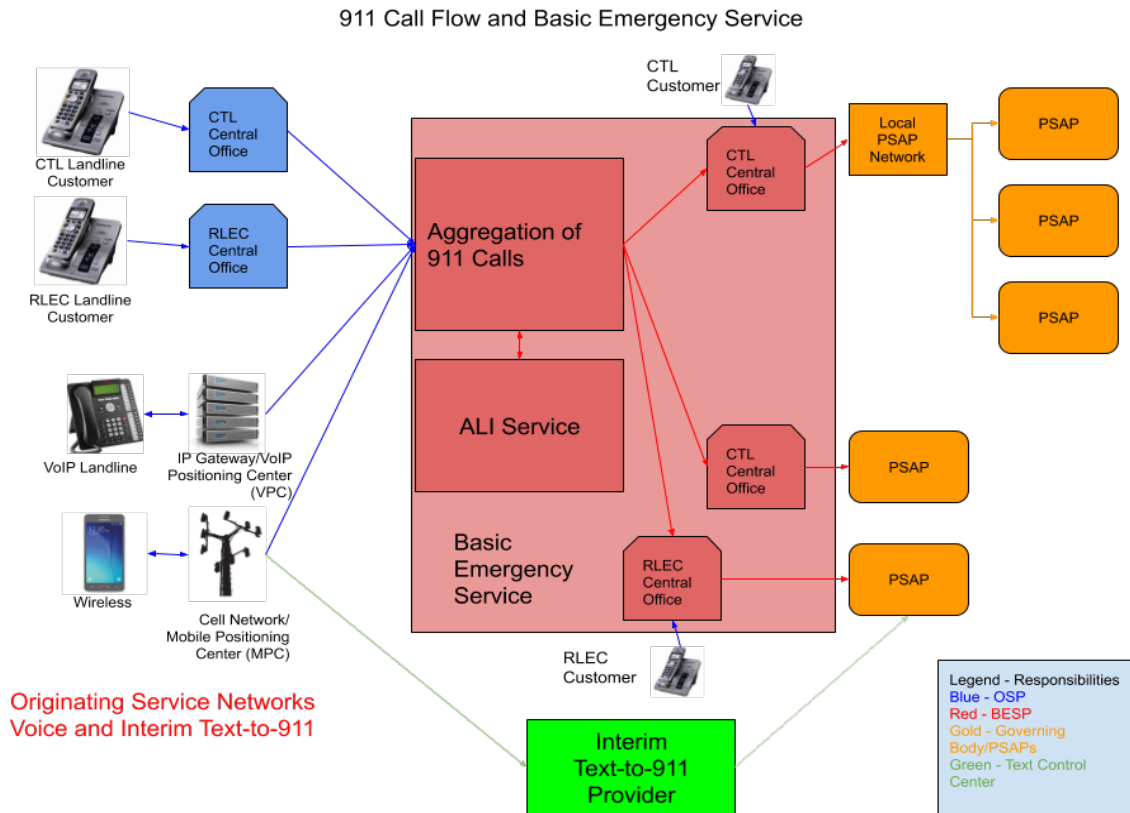 911 Call Flow and Basic Emergency Service
CTL Landline
Customer
CTL
Central
Office
RLEC Landline
Customer
RLEC
Central
Office
VoIP Landline
IP Gateway/VoIP
Positioning Center
(VPC)
Wireless
Cell Network/
Mobile Positioning
Center (MPC)
Originating Service Networks
Voice and Interim Text-to-911
Aggregation of
911 Calls
ALI Service
Basic
Emergency
Service
CTL
Customer
CTL
Central
Office
CTL
Central
Office
RLEC
Central
Office
RLEC
Customer
Local
PSAP
Network
PSAP
PSAP
PSAP
PSAP
PSAP
Interim
Text-to-911
Provider
Legend - Responsibilities
Blue - OSP
Red - BESP
Gold - Governing
Body/PSAPs
Green - Text Control
Center